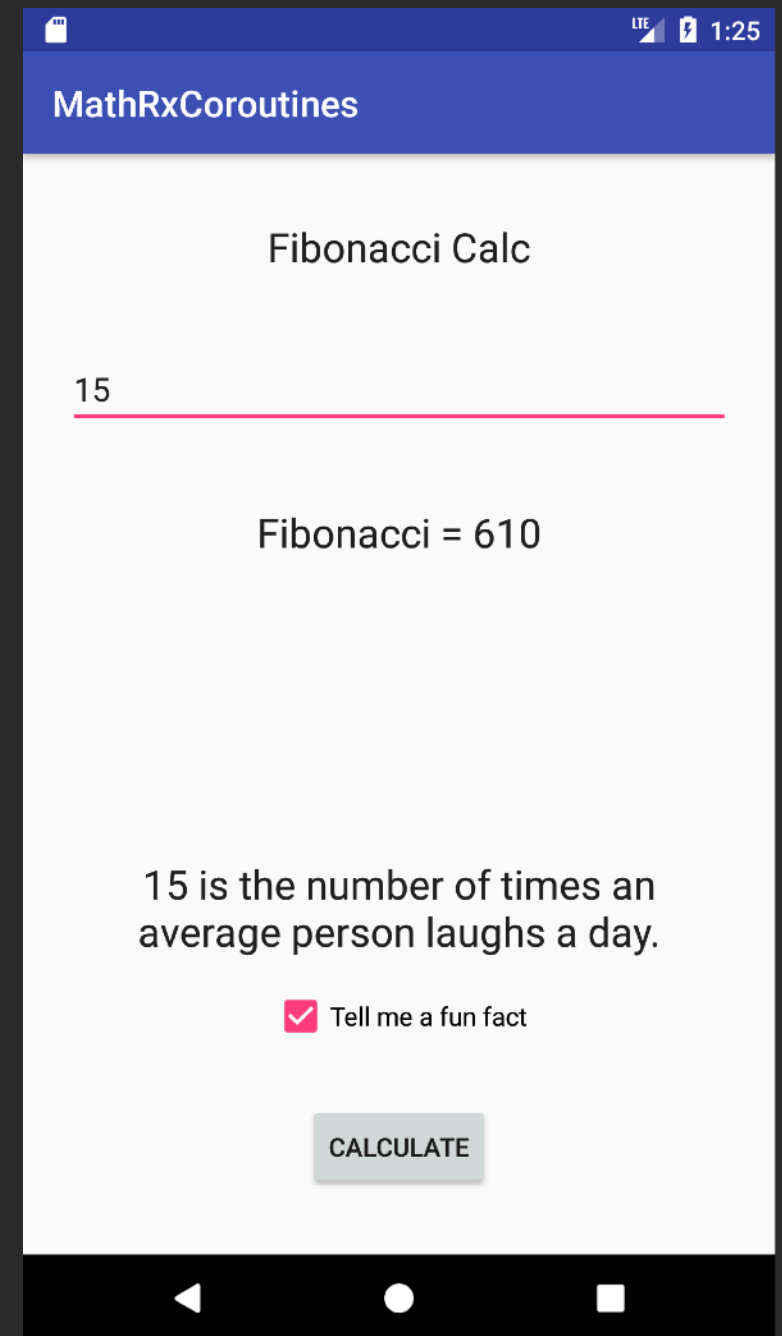 LTE 1:25
MathRxCoroutines
Fibonacci Calc
15
Fibonacci = 610
15 is the number of times an
average person laughs a day.
Tell me a fun fact
CALCULATE